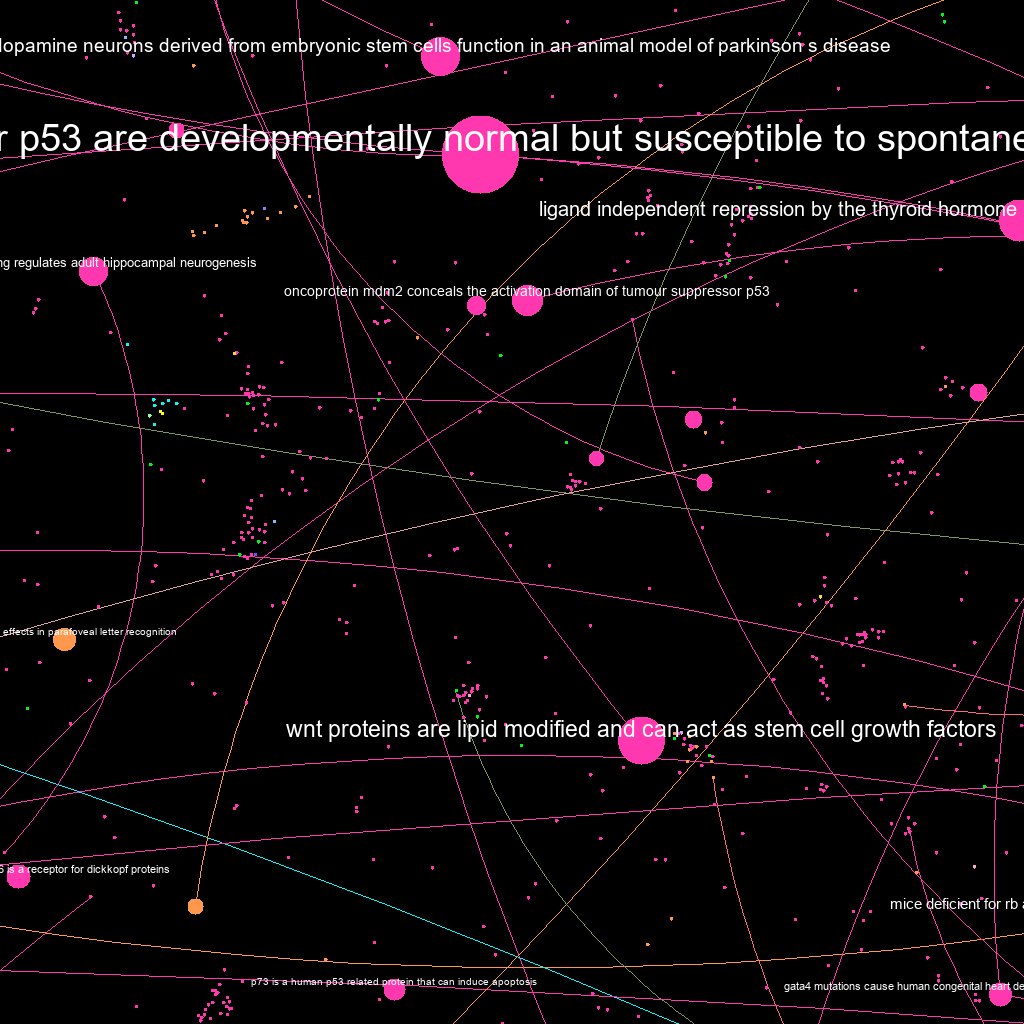 dopamine neurons derived from embryonic stem cells function in an animal model of parkinson s disease
r p53 are developmentally normal but susceptible to spontane
ligand independent repression by the thyroid hormone
ng regulates adult hippocampal neurogenesis
oncoprotein mdm2 conceals the activation domain of tumour suppressor p53
effects in parafoveal letter recognition
wnt proteins are lipid modified and can act as stem cell growth factors
6 is a receptor for dickkopf proteins
mice deficient for rb a
p73 is a human p53 related protein that can induce apoptosis
gata4 mutations cause human congenital heart de